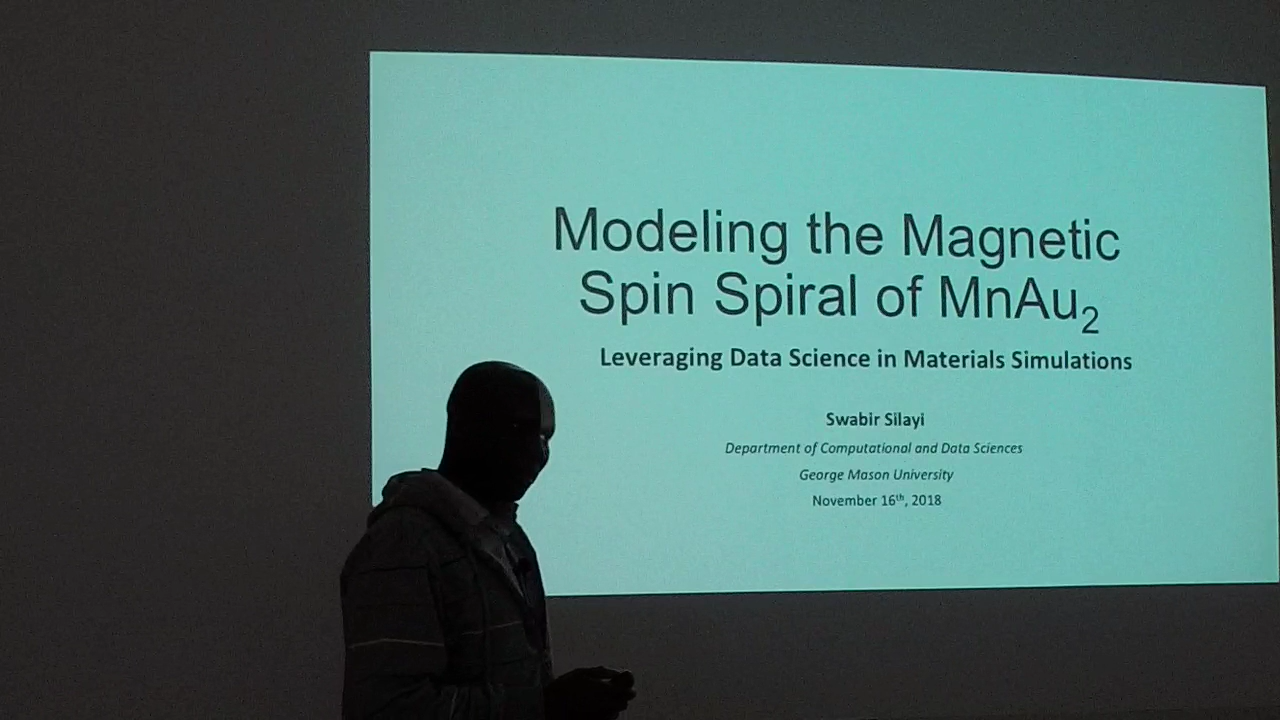 Modeling the Magnetic
Spin Spiral of MnAu₂
Leveraging Data Science in Materials Simulations
Swabir Silayi
Department of Computational and Data Sciences
George Mason University
November 16ᵗʰ, 2018